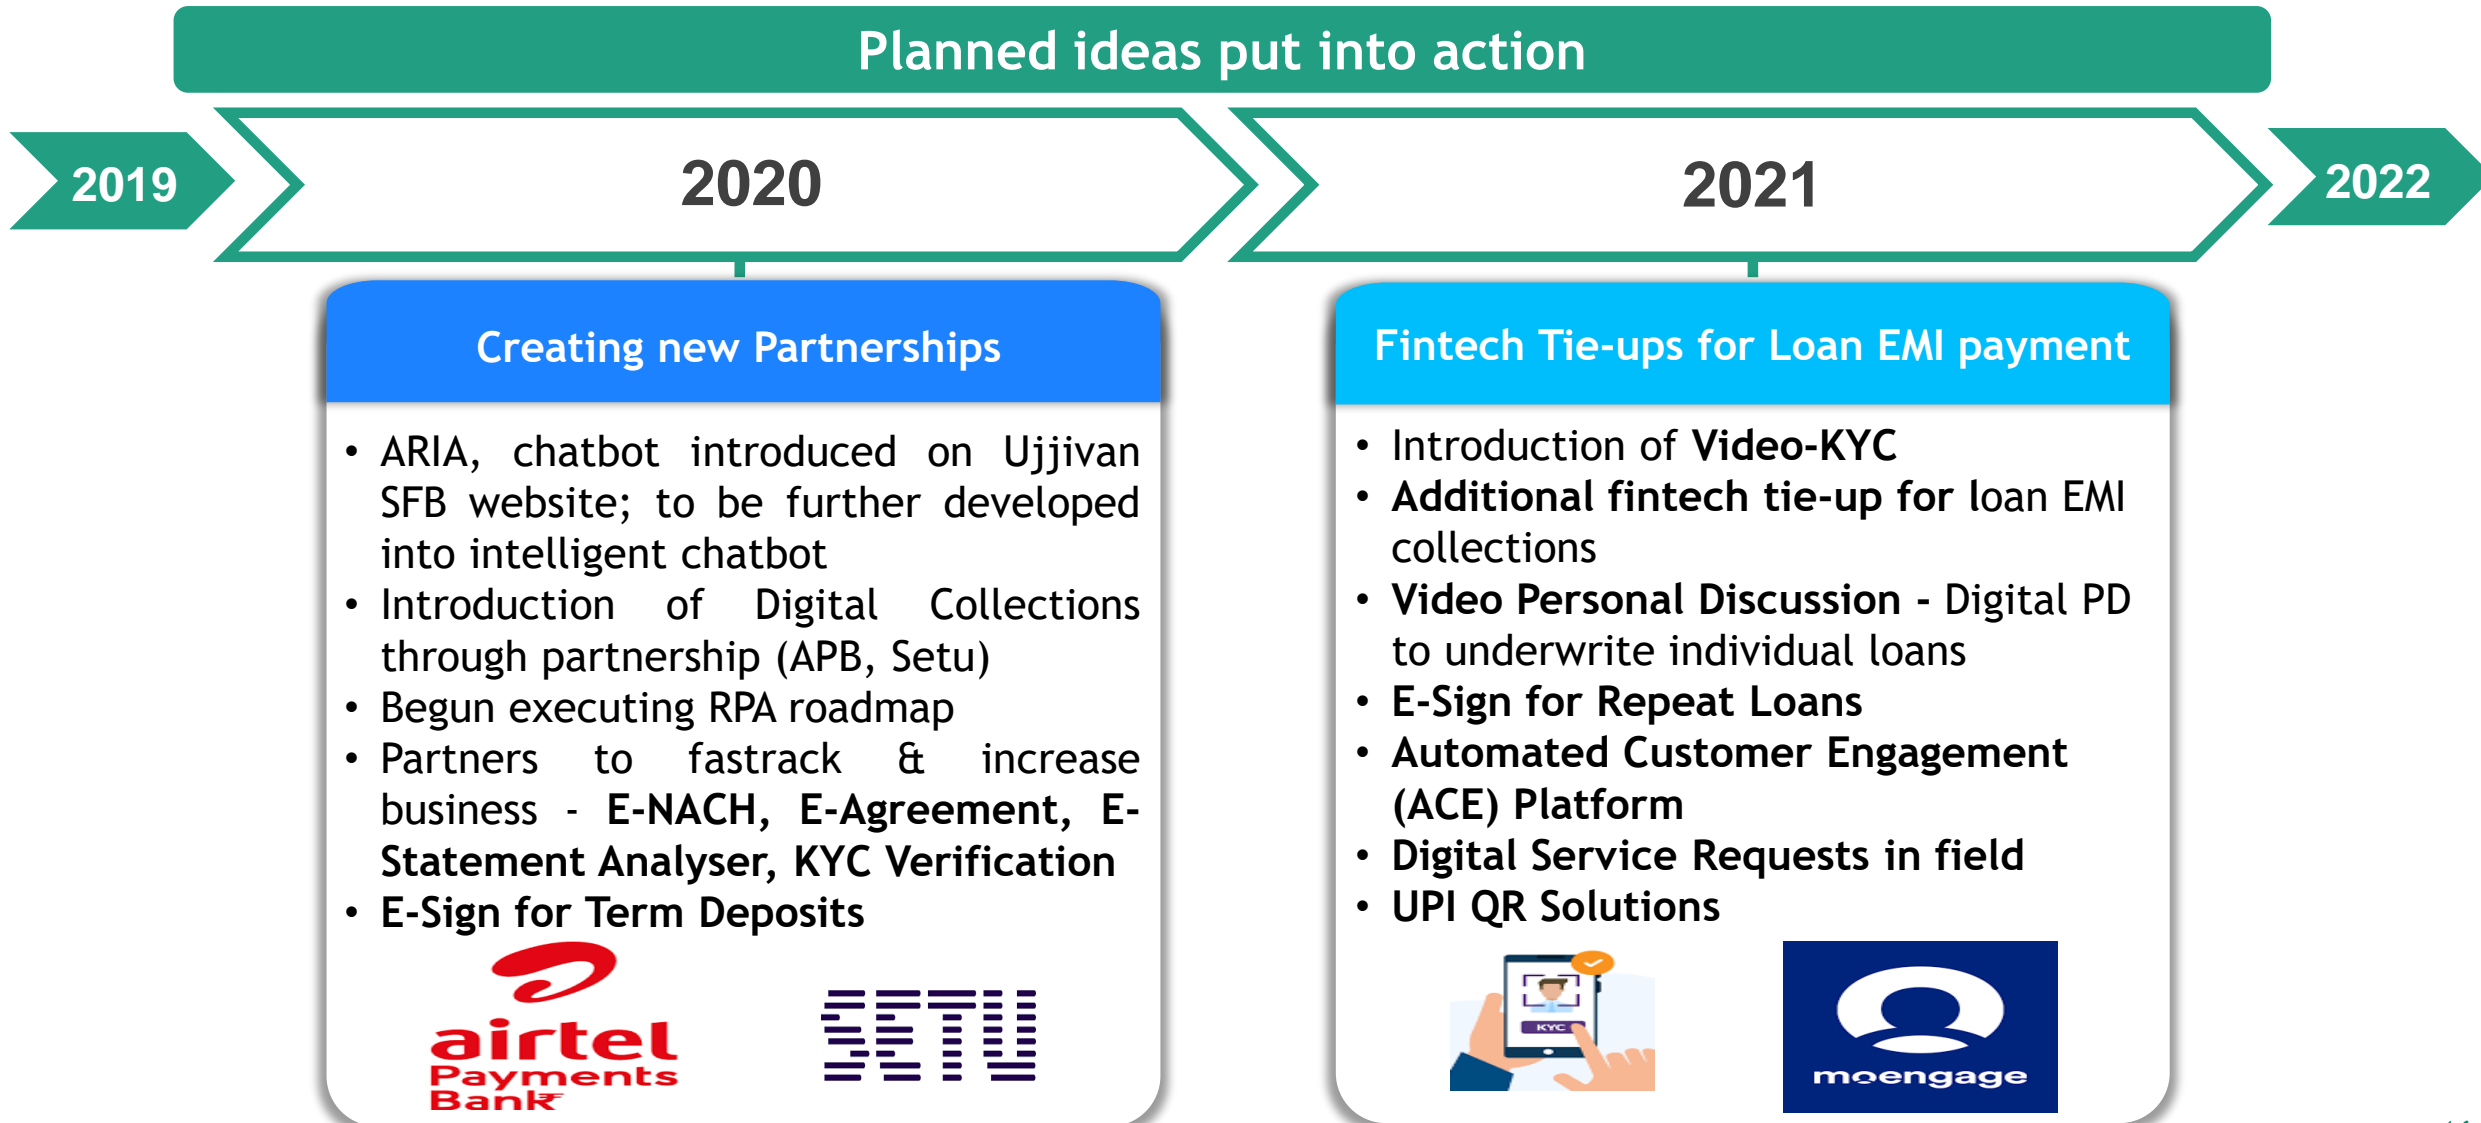 Planned ideas put into action
2019
2020
2021
2022
Creating new Partnerships
• ARIA, chatbot introduced on Ujjivan
SFB website; to be further developed
into intelligent chatbot
• Introduction of Digital Collections
through partnership (APB, Setu)
• Begun executing RPA roadmap
• Partners to fastrack & increase
business - E-NACH, E-Agreement, E-
Statement Analyser, KYC Verification
• E-Sign for Term Deposits
airtel
Payments
Bank
SETU
Fintech Tie-ups for Loan EMI payment
• Introduction of Video-KYC
• Additional fintech tie-up for loan EMI
collections
• Video Personal Discussion - Digital PD
to underwrite individual loans
• E-Sign for Repeat Loans
• Automated Customer Engagement
(ACE) Platform
• Digital Service Requests in field
• UPI QR Solutions
KYC
moengage